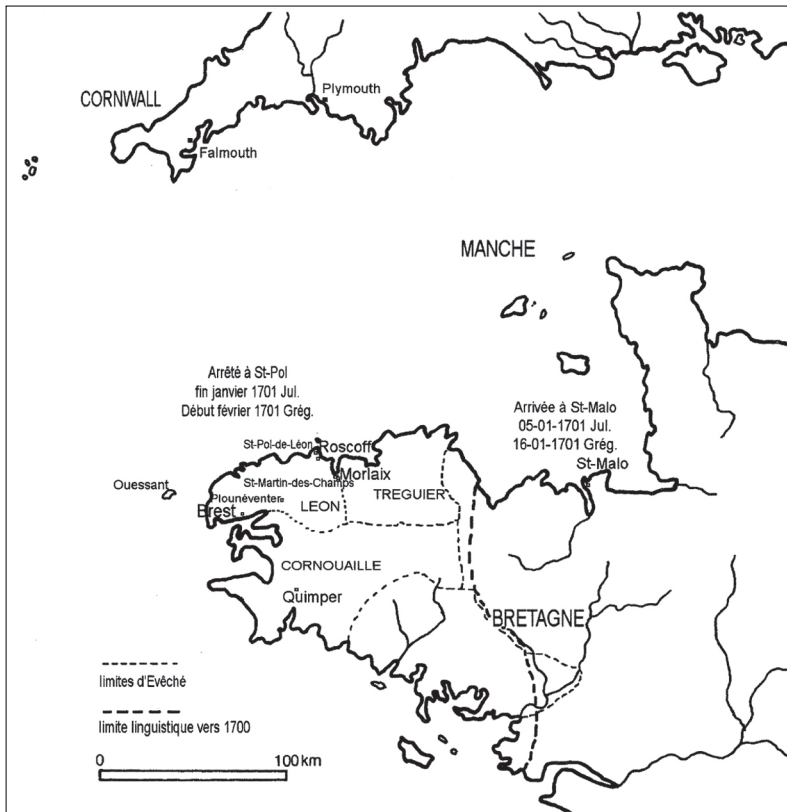 Plymouth
CORNWALL
Falmouth
MANCHE
Arrêté à St-Pol
fin janvier 1701 Jul.
Début février 1701 Grég.
Arrivée à St-Malo
05-01-1701 Jul.
16-01-1701 Grég.
St-Malo
St-Pol-de-Léon
Roscoff
Morlaix
Ouessant
St-Martin-des-Champs
TREGUIER
Plounéventer
LEON
Brest
CORNOUAILLE
Quimper
BRETAGNE
limites d'Evêché
limite linguistique vers 1700
0
100 km